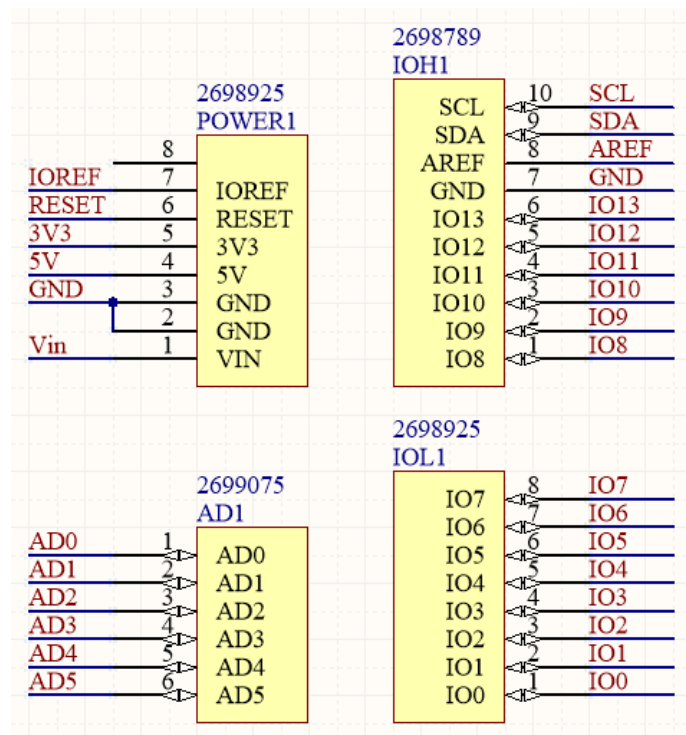 2698925
POWER1
8
IOREF 7 IOREF
RESET 6 RESET
3V3 5 3V3
5V 4 5V
GND 3 GND
2 GND
Vin 1 VIN
2698789
IOH1
SCL 10 SCL
SDA 9 SDA
AREF 8 AREF
GND 7 GND
IO13 6 IO13
IO12 5 IO12
IO11 4 IO11
IO10 3 IO10
IO9 2 IO9
IO8 1 IO8
2699075
AD1
AD0 1 AD0
AD1 2 AD1
AD2 3 AD2
AD3 4 AD3
AD4 5 AD4
AD5 6 AD5
2698925
IOL1
IO7 8 IO7
IO6 7 IO6
IO5 6 IO5
IO4 5 IO4
IO3 4 IO3
IO2 3 IO2
IO1 2 IO1
IO0 1 IO0